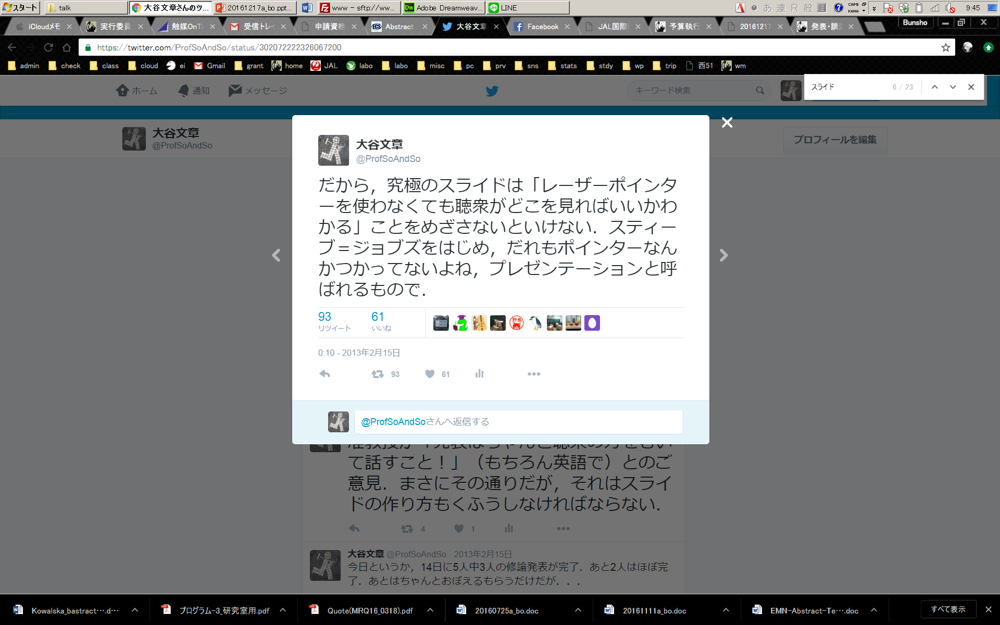 スタート
talk
大谷文章さんのツ...
20161217a_bo.ppt...
www - sftp://ww...
Adobe Dreamweav...
LINE
あ 連 R 般
CAPS
KANA
9:45
iCloudメモ
実行委員
触媒OnTh
受信トレイ
申請資格
Abstract
大谷文章
Facebook
JAL国際
予算執行
20161217
発表・講演
Bunsho
https://twitter.com/ProfSoAndSo/status/302072222326067200
admin
check
class
cloud
ei
Gmail
grant
home
JAL
labo
labo
misc
pc
prv
sns
stats
stdy
wp
trip
西51
wm
ホーム
通知
メッセージ
キーワード検索
スライド
6 / 23
大谷文章
@ProfSoAndSo
プロフィールを編集
大谷文章
@ProfSoAndSo
だから，究極のスライドは「レーザーポインタ
ーを使わなくても聴衆がどこを見ればいいかわ
かる」ことをめざさないといけない．スティー
ブ＝ジョブズをはじめ，だれもポインターなん
かつかってないよね，プレゼンテーションと呼
ばれるもので．
93
リツイート
61
いいね
0:10 - 2013年2月15日
93
61
@ProfSoAndSoさんへ返信する
て話すこと！」（もちろん英語で）とのご
意見．まさにその通りだが，それはスライ
ドの作り方もくふうしなければならない．
4
1
大谷文章 @ProfSoAndSo · 2013年2月15日
今日というか，14日に5人中3人の修論発表が完了．あと2人はほぼ完
了．あとはちゃんとおぼえるもらうだけだが．．．
Kowalska_bastract….d…
プログラム-3_研究室用.pdf
Quote(MRQ16_0318).pdf
20160725a_bo.doc
20161111a_bo.doc
EMN-Abstract-Te….doc
すべて表示